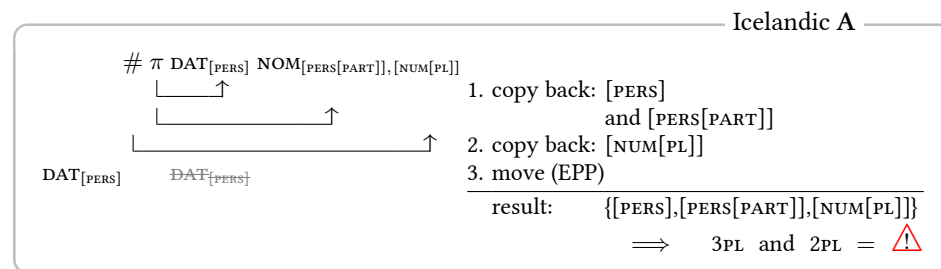 Icelandic A
# π DAT[PERS] NOM[PERS[PART]],[NUM[PL]]
1. copy back: [PERS]
and [PERS[PART]]
2. copy back: [NUM[PL]]
DAT[PERS] DAT[PERS] 3. move (EPP)
result: {[PERS],[PERS[PART]],[NUM[PL]]}
⟹ 3PL and 2PL = ⚠